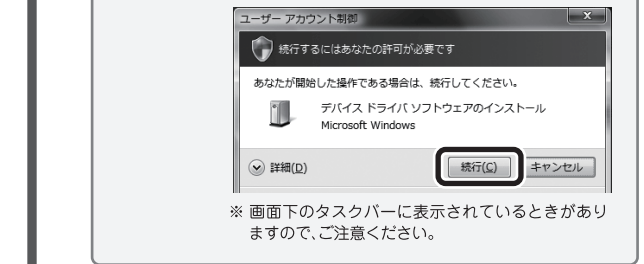 ユーザー アカウント制御
続行するにはあなたの許可が必要です
あなたが開始した操作である場合は、続行してください。
デバイス ドライバ ソフトウェアのインストール
Microsoft Windows
詳細(D)
続行(C)
キャンセル
※ 画面下のタスクバーに表示されているときがあり
ますので、ご注意ください。